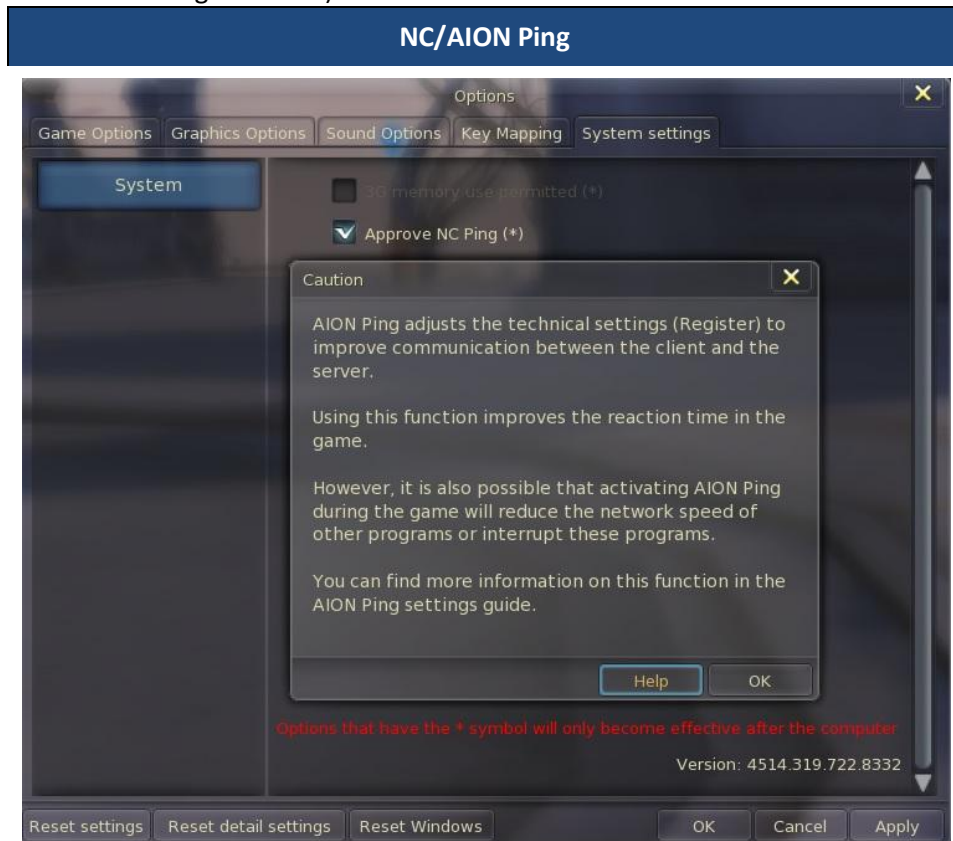 NC/AION Ping
Options
Game Options Graphics Options Sound Options Key Mapping System settings
System
3G memory use permitted (*)
Approve NC Ping (*)
Caution
AION Ping adjusts the technical settings (Register) to
improve communication between the client and the
server.
Using this function improves the reaction time in the
game.
However, it is also possible that activating AION Ping
during the game will reduce the network speed of
other programs or interrupt these programs.
You can find more information on this function in the
AION Ping settings guide.
Help OK
Options that have the * symbol will only become effective after the computer
Version: 4514.319.722.8332
Reset settings Reset detail settings Reset Windows OK Cancel Apply